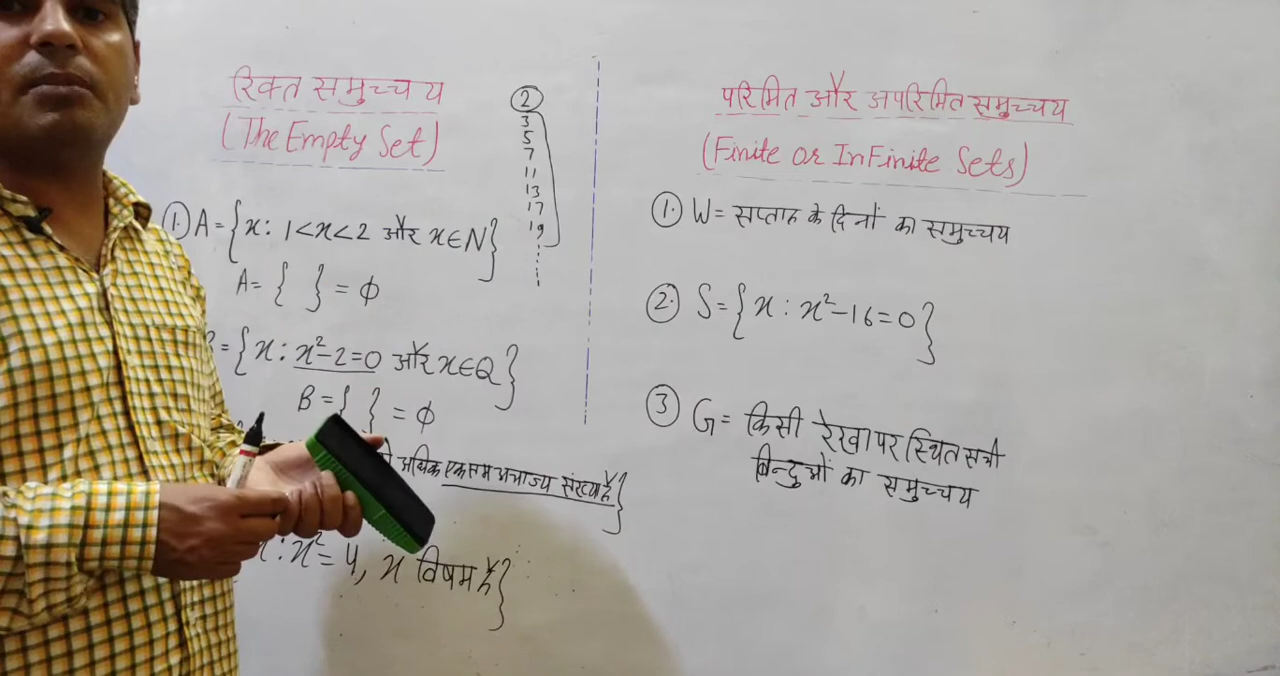 रिक्त समुच्चय
(The Empty Set)
① A = {x : 1<x<2 और x∈N}
A = { } = ϕ
= {x : x²-2=0 और x∈Q}
B = { } = ϕ
अधिक एक सम अभाज्य संख्या है}
x : x² = 4, x विषम है}
②
3
5
7
11
13
17
19
परिमित और अपरिमित समुच्चय
(Finite or InFinite Sets)
① W = सप्ताह के दिनों का समुच्चय
② S = {x : x²-16=0}
③ G = किसी रेखा पर स्थित सभी
बिन्दुओं का समुच्चय